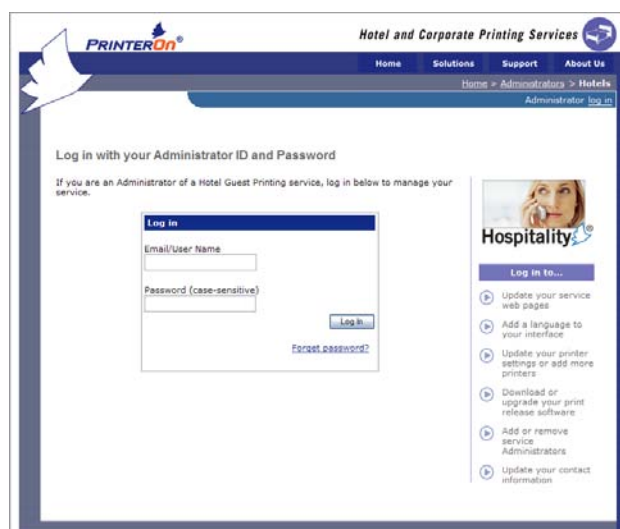 PRINTERON®
Hotel and Corporate Printing Services
Home Solutions Support About Us
Home > Administrators > Hotels
Administrator log in
Log in with your Administrator ID and Password
If you are an Administrator of a Hotel Guest Printing service, log in below to manage your
service.
Log in
Email/User Name
Password (case-sensitive)
Log In
Forget password?
Hospitality
Log in to...
Update your service
web pages
Add a language to
your interface
Update your printer
settings or add more
printers
Download or
upgrade your print
release software
Add or remove
service
Administrators
Update your contact
information